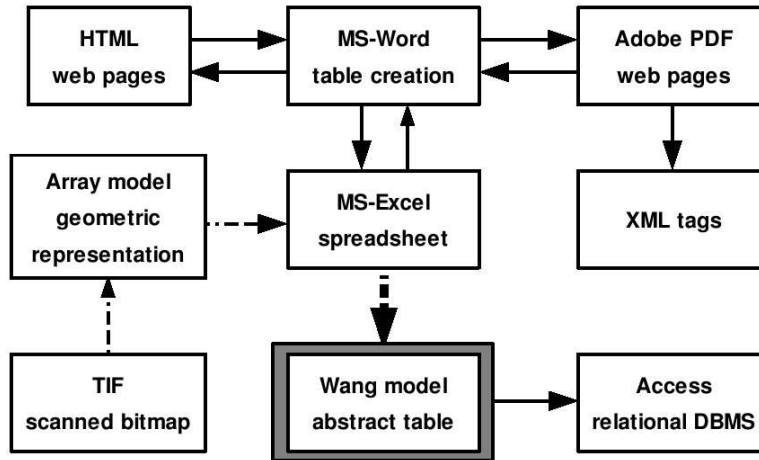 HTML
web pages
MS-Word
table creation
Adobe PDF
web pages
Array model
geometric
representation
MS-Excel
spreadsheet
XML tags
TIF
scanned bitmap
Wang model
abstract table
Access
relational DBMS